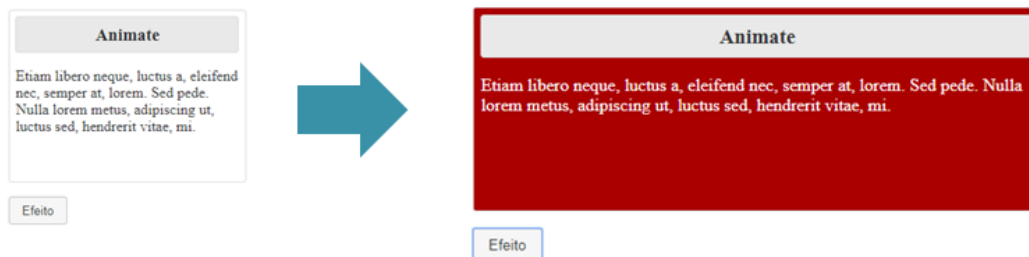 Animate
Etiam libero neque, luctus a, eleifend
nec, semper at, lorem. Sed pede.
Nulla lorem metus, adipiscing ut,
luctus sed, hendrerit vitae, mi.
Efeito
Animate
Etiam libero neque, luctus a, eleifend nec, semper at, lorem. Sed pede. Nulla
lorem metus, adipiscing ut, luctus sed, hendrerit vitae, mi.
Efeito